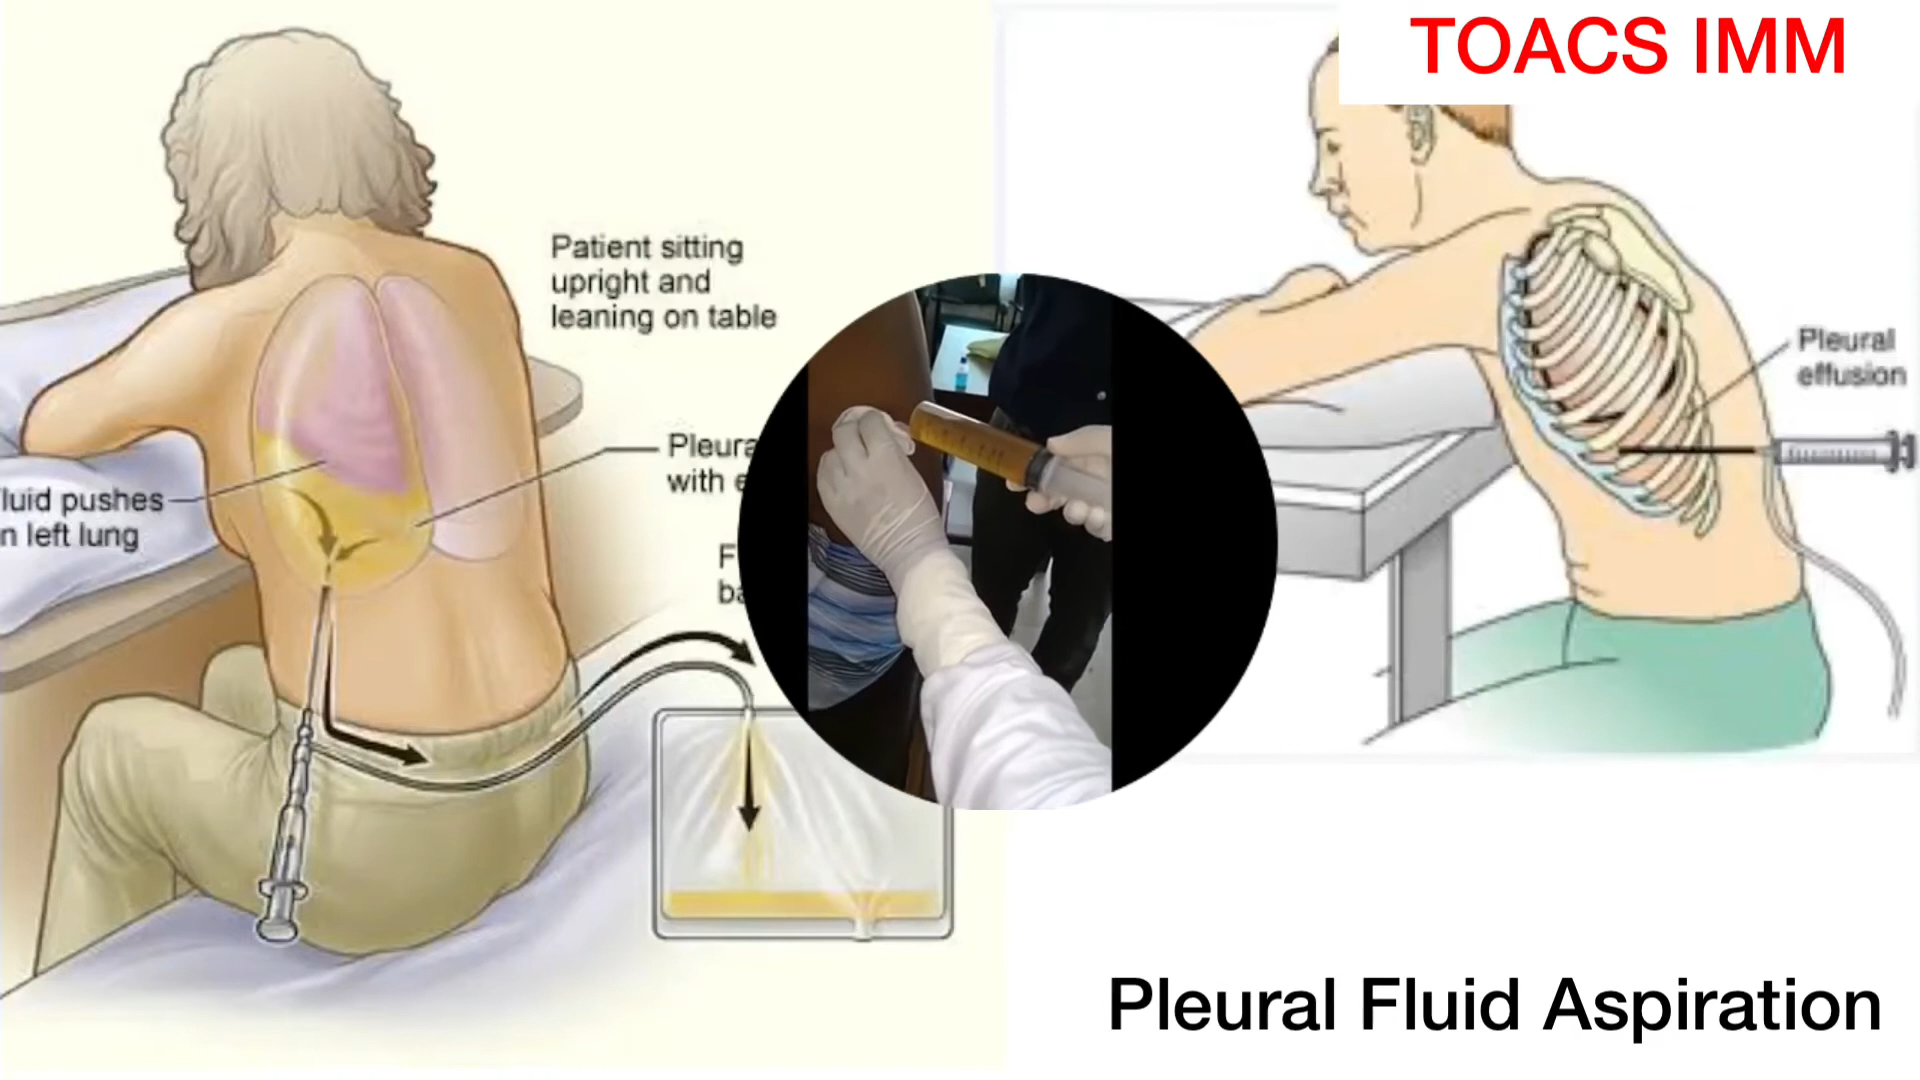 TOACS IMM
Patient sitting
upright and
leaning on table
Pleural
effusion
with
luid pushes
n left lung
Pleural Fluid Aspiration